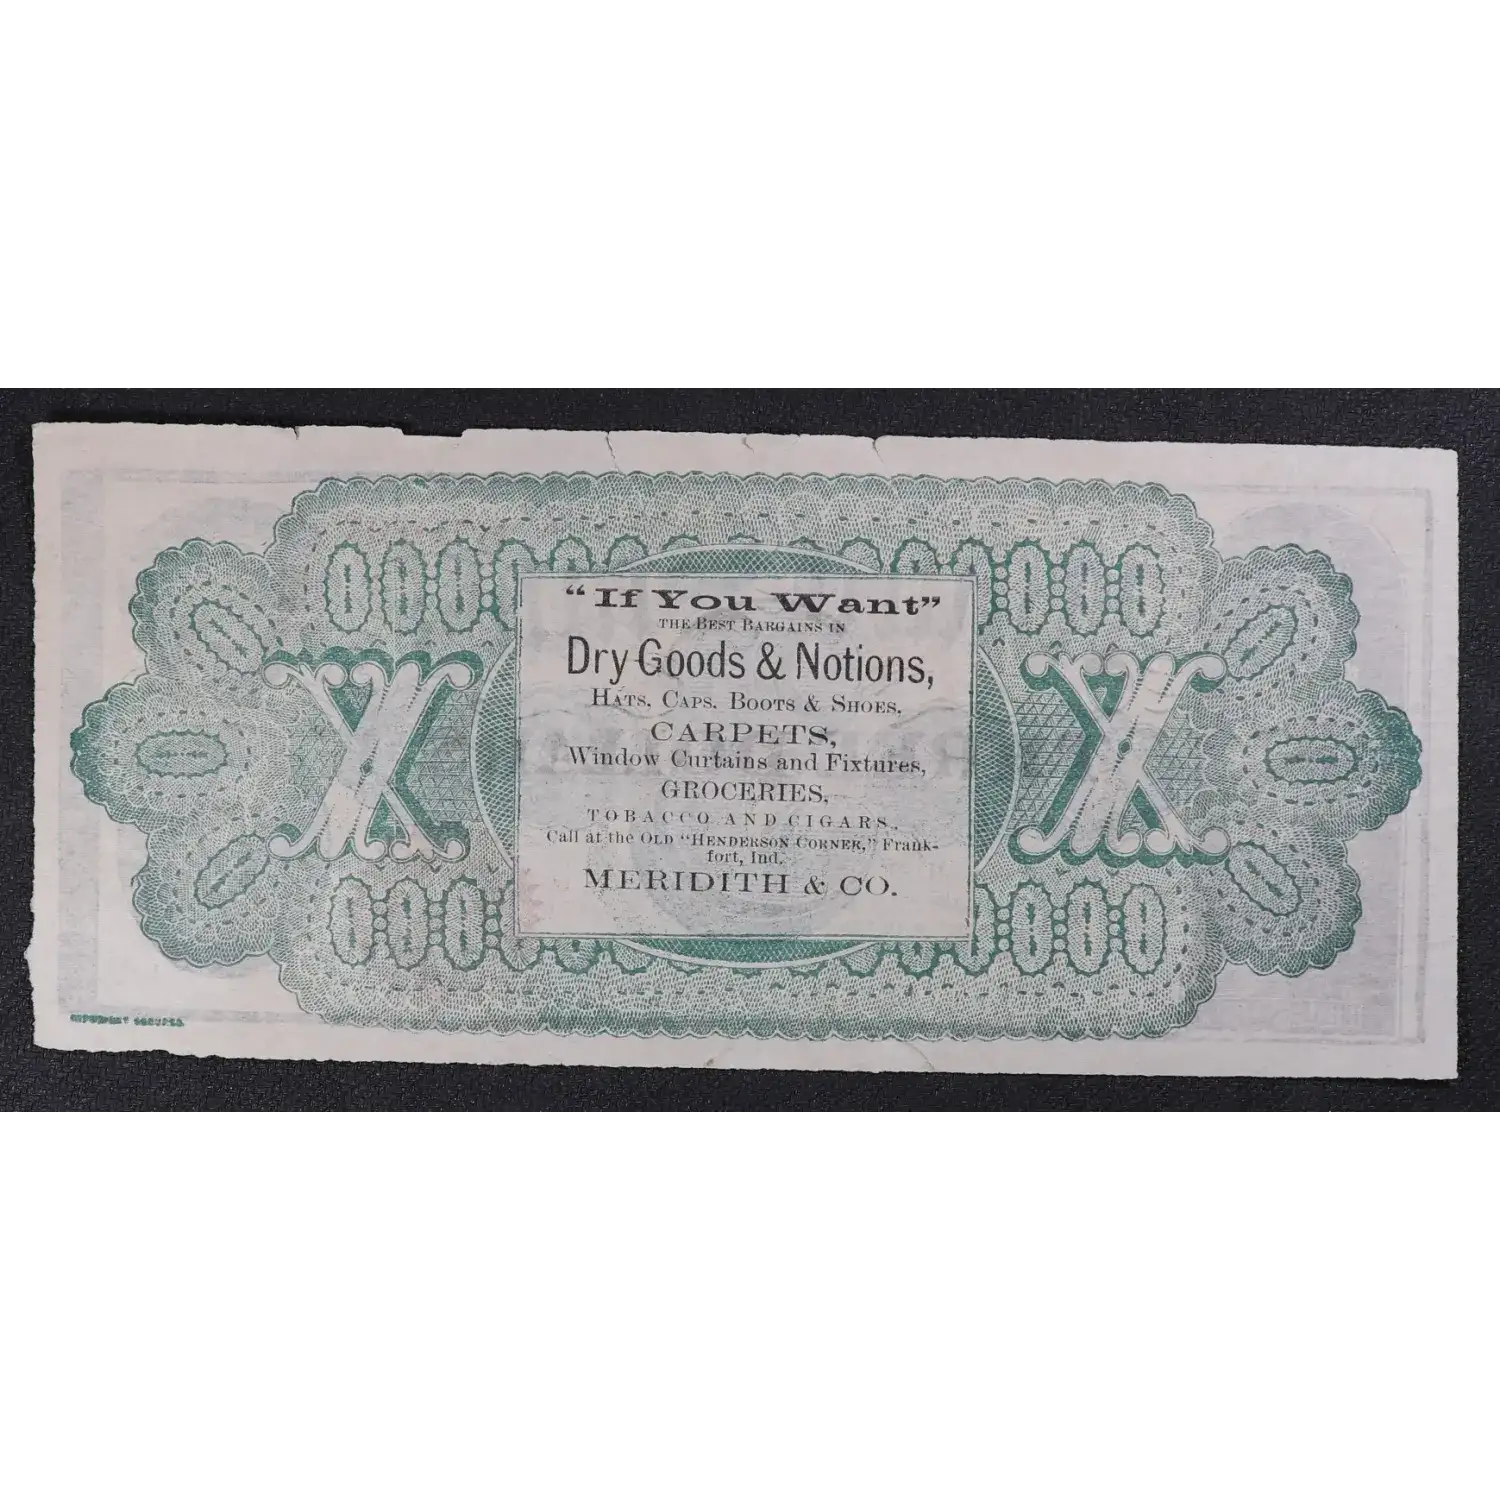 "If You Want"
THE BEST BARGAINS IN
Dry Goods & Notions,
HATS, CAPS, BOOTS & SHOES,
CARPETS,
Window Curtains and Fixtures,
GROCERIES,
TOBACCO AND CIGARS.,
Call at the OLD "HENDERSON CORNER," Frank-
fort, Ind.
MERIDITH & CO.
X
X